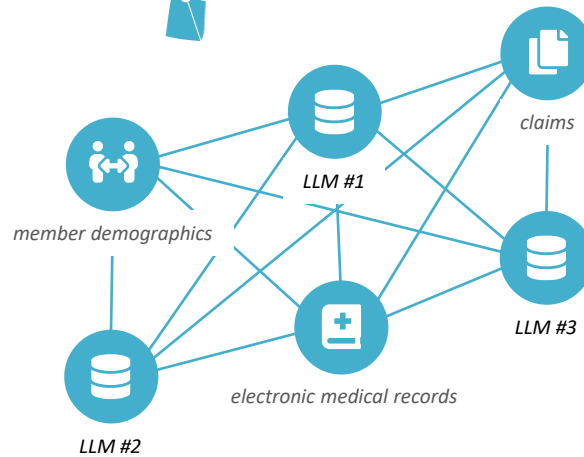 claims
LLM #1
member demographics
LLM #3
electronic medical records
LLM #2